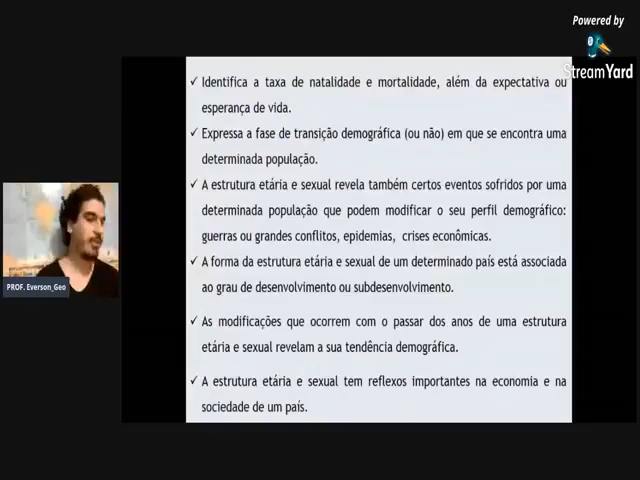 Powered by
StreamYard
✓ Identifica a taxa de natalidade e mortalidade, além da expectativa ou
esperança de vida.
✓ Expressa a fase de transição demográfica (ou não) em que se encontra uma
determinada população.
✓ A estrutura etária e sexual revela também certos eventos sofridos por uma
determinada população que podem modificar o seu perfil demográfico:
guerras ou grandes conflitos, epidemias, crises econômicas.
✓ A forma da estrutura etária e sexual de um determinado país está associada
ao grau de desenvolvimento ou subdesenvolvimento.
✓ As modificações que ocorrem com o passar dos anos de uma estrutura
etária e sexual revelam a sua tendência demográfica.
✓ A estrutura etária e sexual tem reflexos importantes na economia e na
sociedade de um país.
PROF. Everson_Geo